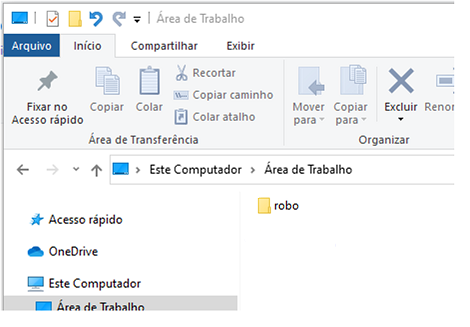 Área de Trabalho
Arquivo Início Compartilhar Exibir
Fixar no
Acesso rápido
Copiar
Colar
Recortar
Copiar caminho
Colar atalho
Mover
para
Copiar
para
Excluir
Área de Transferência
Organizar
Este Computador Área de Trabalho
Acesso rápido
OneDrive
Este Computador
Área de Trabalho
robo